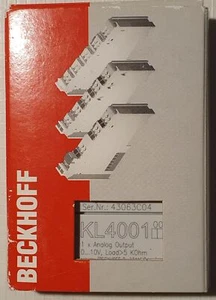 BECKHOFF
Ser.Nr.: 43063C04
KL4001
1 x Analog Output
0...10V, Load>5 KOhm